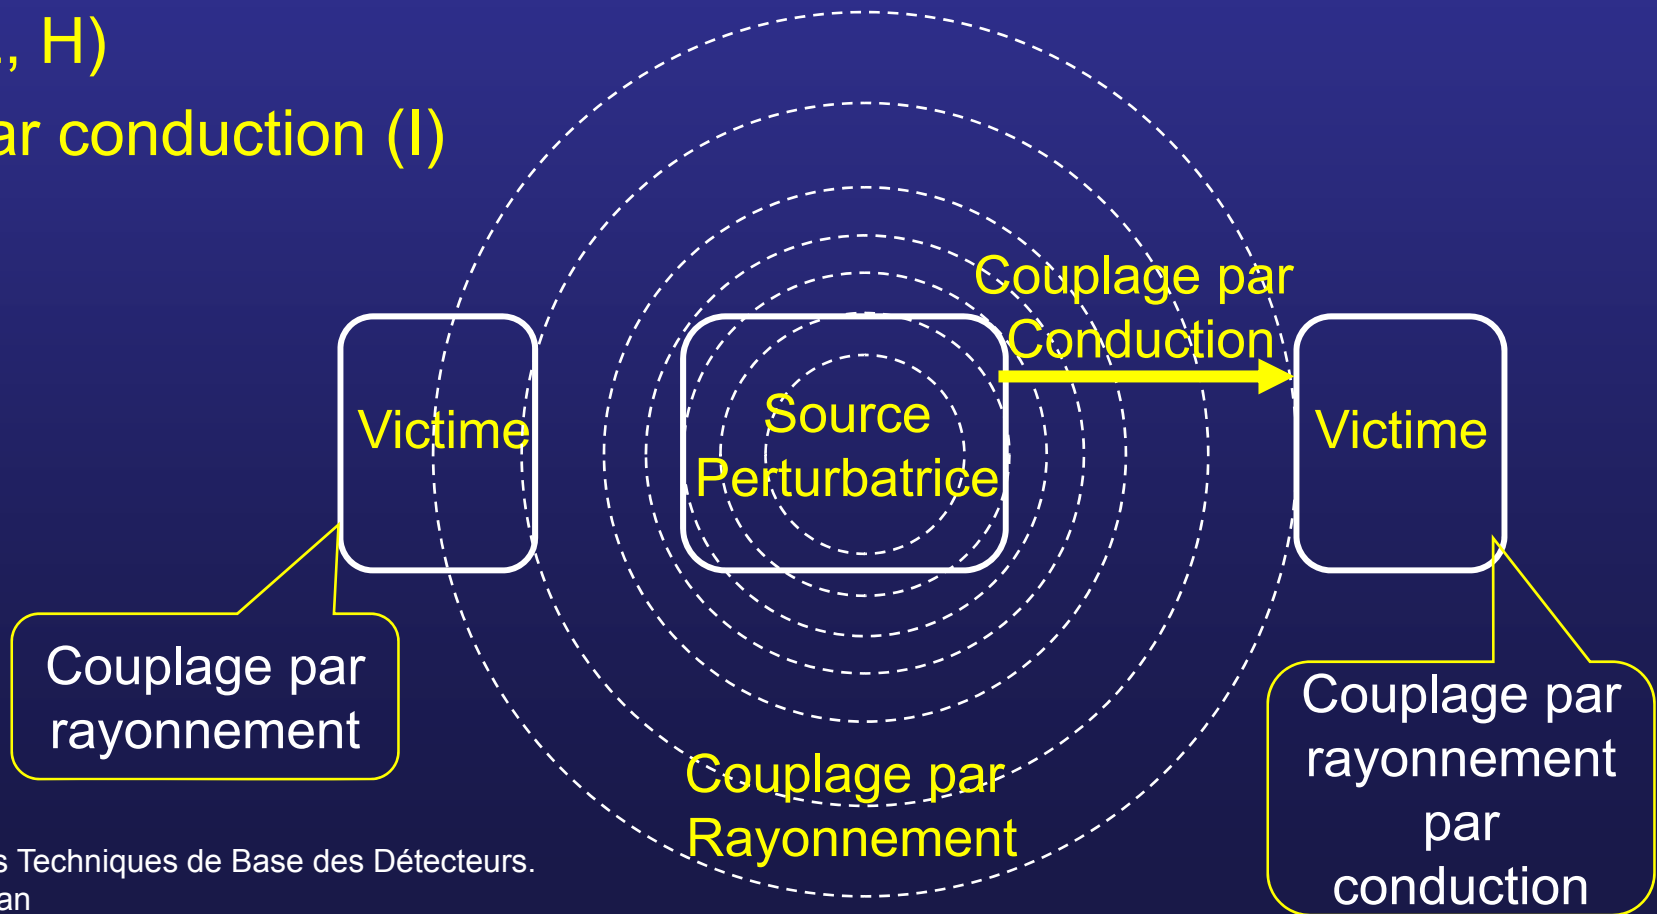 , H)
ar conduction (I)
Couplage par
Conduction
Victime
Source
Perturbatrice
Victime
Couplage par
rayonnement
Couplage par
Rayonnement
Couplage par
rayonnement
par
conduction
s Techniques de Base des Détecteurs.
an